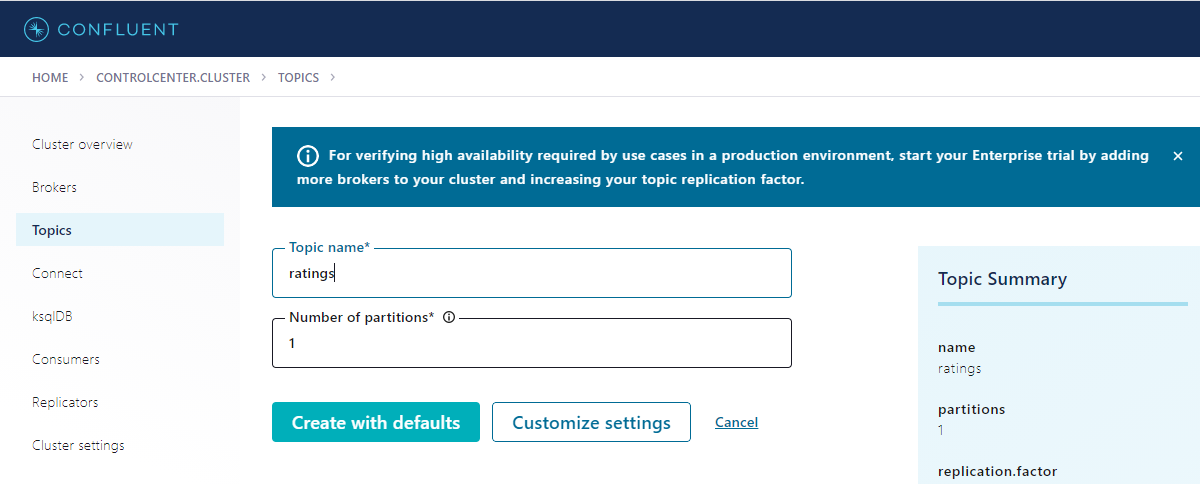 CONFLUENT
HOME > CONTROLCENTER.CLUSTER > TOPICS >
Cluster overview
Brokers
Topics
Connect
ksqlDB
Consumers
Replicators
Cluster settings
For verifying high availability required by use cases in a production environment, start your Enterprise trial by adding
more brokers to your cluster and increasing your topic replication factor.
Topic name*
ratings
Number of partitions*
1
Create with defaults
Customize settings
Cancel
Topic Summary
name
ratings
partitions
1
replication.factor